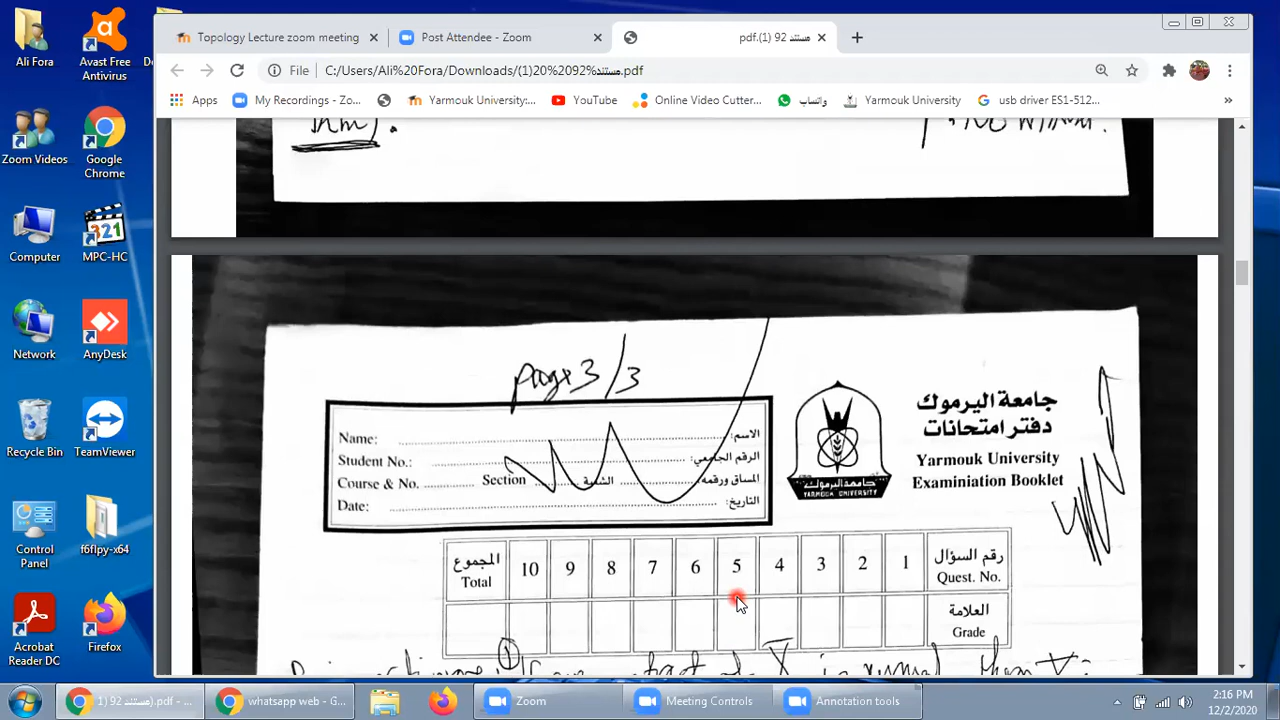 Ali Fora
Avast Free
Antivirus
Zoom Videos
Google
Chrome
Computer
MPC-HC
Network
AnyDesk
Recycle Bin
TeamViewer
Control
Panel
f6flpy-x64
Acrobat
Reader DC
Firefox
Topology Lecture zoom meeting
Post Attendee - Zoom
مستند 92 (1).pdf
File
C:/Users/Ali%20Fora/Downloads/(1)20%2092%مستند.pdf
Apps
My Recordings - Zo...
Yarmouk University:...
YouTube
Online Video Cutter...
واتساب
Yarmouk University
usb driver ES1-512...
»
page 3/3
Name: الاسم:
Student No.: الرقم الجامعي:
Course & No. Section الشعبة المساق ورقمه:
Date: التاريخ:
جامعة اليرموك
YARMOUK UNIVERSITY
جامعة اليرموك
دفتر امتحانات
Yarmouk University
Examiniation Booklet
المجموع 10 9 8 7 6 5 4 3 2 1 رقم السؤال
Total Quest. No.
العلامة
Grade
1) مستند 92).pdf - ...
whatsapp web - G...
Zoom
Meeting Controls
Annotation tools
2:16 PM
12/2/2020